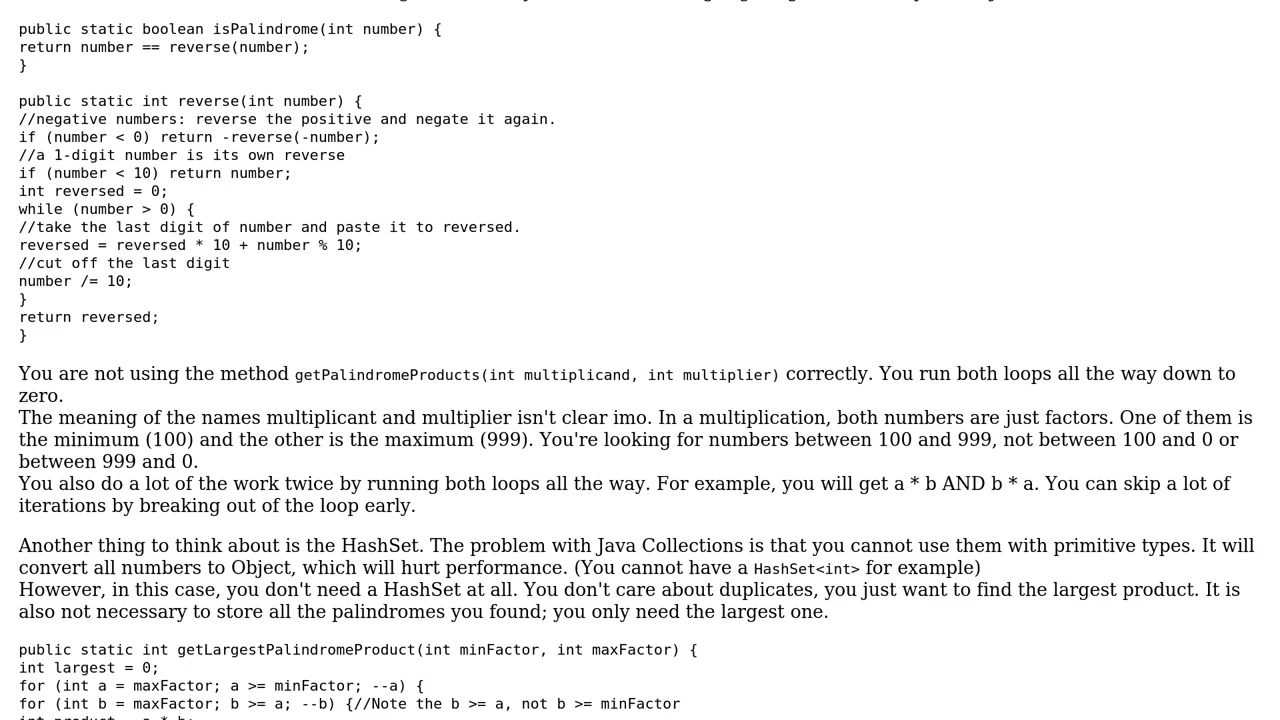 public static boolean isPalindrome(int number) {
return number == reverse(number);
}
public static int reverse(int number) {
//negative numbers: reverse the positive and negate it again.
if (number < 0) return -reverse(-number);
//a 1-digit number is its own reverse
if (number < 10) return number;
int reversed = 0;
while (number > 0) {
//take the last digit of number and paste it to reversed.
reversed = reversed * 10 + number % 10;
//cut off the last digit
number /= 10;
}
return reversed;
}
You are not using the method getPalindromeProducts(int multiplicand, int multiplier) correctly. You run both loops all the way down to
zero.
The meaning of the names multiplicant and multiplier isn't clear imo. In a multiplication, both numbers are just factors. One of them is
the minimum (100) and the other is the maximum (999). You're looking for numbers between 100 and 999, not between 100 and 0 or
between 999 and 0.
You also do a lot of the work twice by running both loops all the way. For example, you will get a * b AND b * a. You can skip a lot of
iterations by breaking out of the loop early.
Another thing to think about is the HashSet. The problem with Java Collections is that you cannot use them with primitive types. It will
convert all numbers to Object, which will hurt performance. (You cannot have a HashSet<int> for example)
However, in this case, you don't need a HashSet at all. You don't care about duplicates, you just want to find the largest product. It is
also not necessary to store all the palindromes you found; you only need the largest one.
public static int getLargestPalindromeProduct(int minFactor, int maxFactor) {
int largest = 0;
for (int a = maxFactor; a >= minFactor; --a) {
for (int b = maxFactor; b >= a; --b) {//Note the b >= a, not b >= minFactor